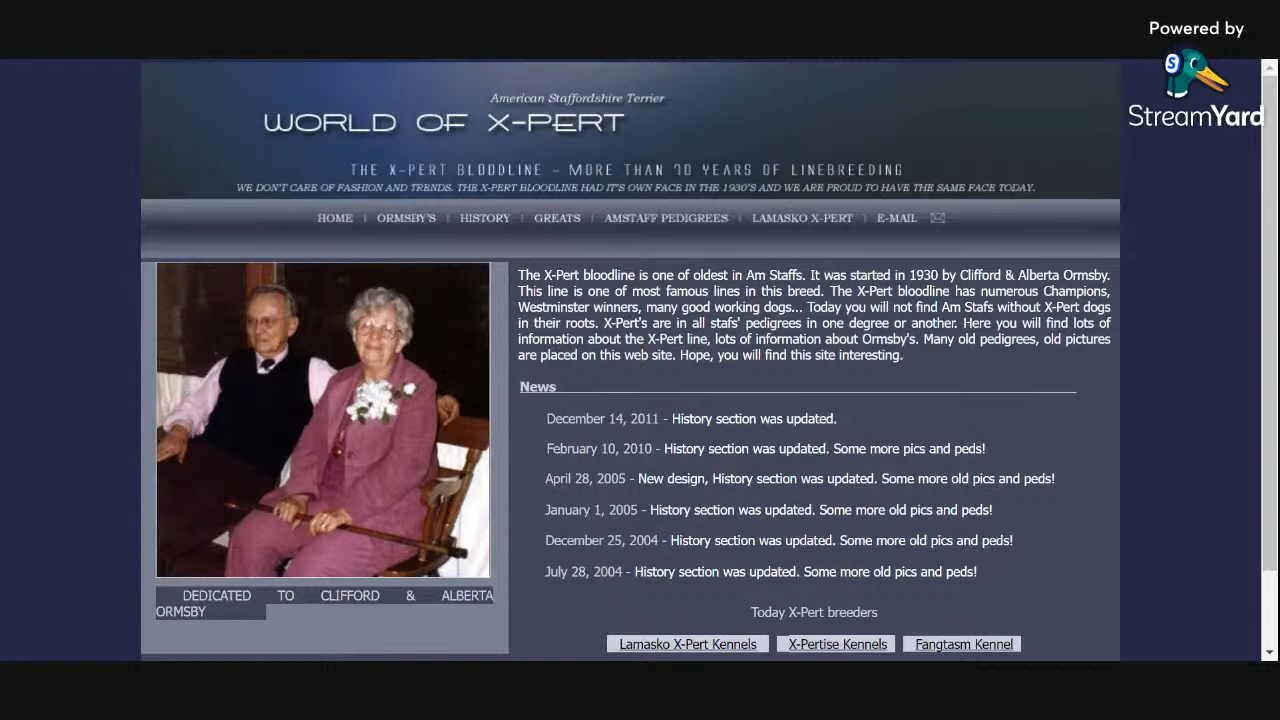 Powered by
StreamYard
American Staffordshire Terrier
WORLD OF X-PERT
THE X-PERT BLOODLINE – MORE THAN 70 YEARS OF LINEBREEDING
WE DON'T CARE OF FASHION AND TRENDS. THE X-PERT BLOODLINE HAD IT'S OWN FACE IN THE 1930'S AND WE ARE PROUD TO HAVE THE SAME FACE TODAY.
HOME | ORMSBY'S | HISTORY | GREATS | AMSTAFF PEDIGREES | LAMASKO X-PERT | E-MAIL
The X-Pert bloodline is one of oldest in Am Staffs. It was started in 1930 by Clifford & Alberta Ormsby.
This line is one of most famous lines in this breed. The X-Pert bloodline has numerous Champions,
Westminster winners, many good working dogs... Today you will not find Am Stafs without X-Pert dogs
in their roots. X-Pert's are in all stafs' pedigrees in one degree or another. Here you will find lots of
information about the X-Pert line, lots of information about Ormsby's. Many old pedigrees, old pictures
are placed on this web site. Hope, you will find this site interesting.
News
December 14, 2011 - History section was updated.
February 10, 2010 - History section was updated. Some more pics and peds!
April 28, 2005 - New design, History section was updated. Some more old pics and peds!
January 1, 2005 - History section was updated. Some more old pics and peds!
December 25, 2004 - History section was updated. Some more old pics and peds!
July 28, 2004 - History section was updated. Some more old pics and peds!
DEDICATED TO CLIFFORD & ALBERTA
ORMSBY
Today X-Pert breeders
Lamasko X-Pert Kennels X-Pertise Kennels Fangtasm Kennel